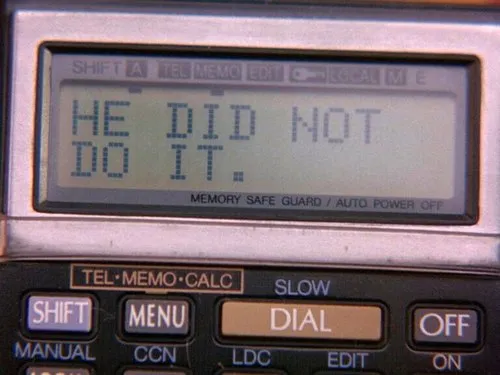 SHIFT A TEL MEMO EDIT LOCAL M E
HE DID NOT
DO IT.
MEMORY SAFE GUARD / AUTO POWER OFF
TEL·MEMO·CALC
SLOW
SHIFT MENU DIAL OFF
MANUAL CCN LDC EDIT ON